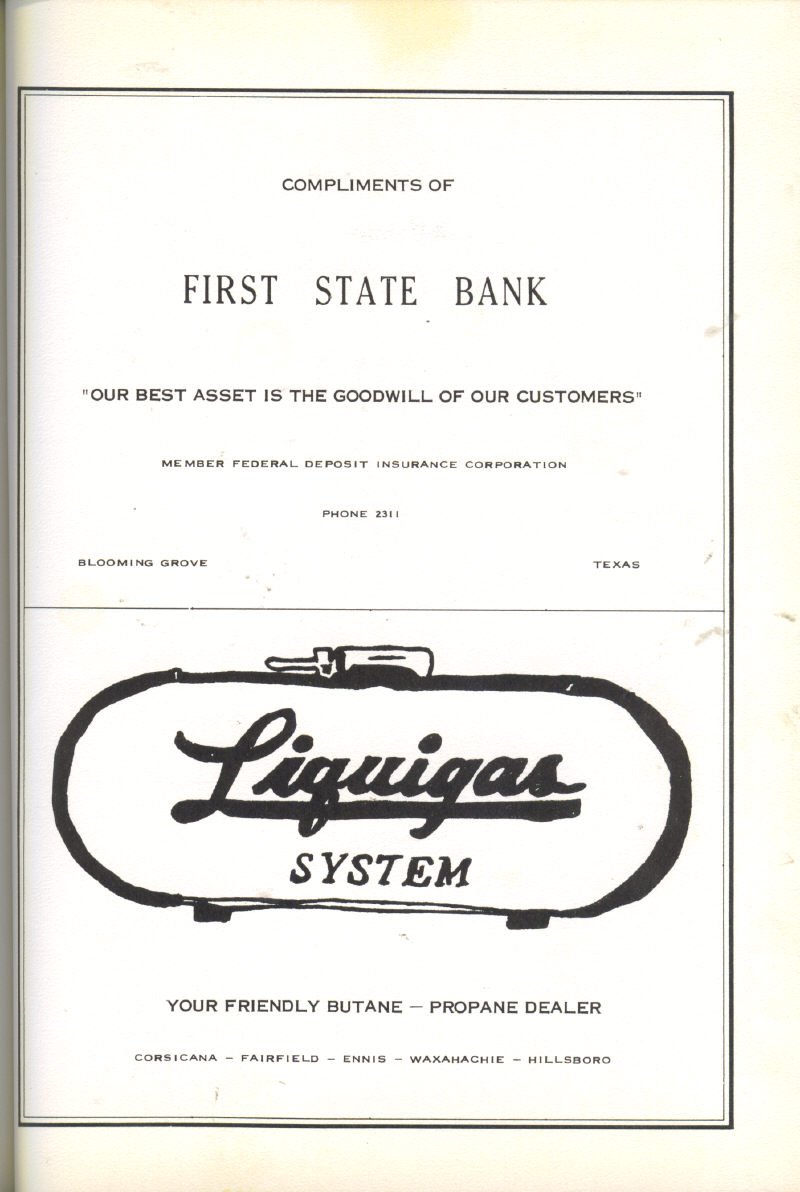 COMPLIMENTS OF
FIRST STATE BANK
"OUR BEST ASSET IS THE GOODWILL OF OUR CUSTOMERS"
MEMBER FEDERAL DEPOSIT INSURANCE CORPORATION
PHONE 2311
BLOOMING GROVE TEXAS
Liquigas
SYSTEM
YOUR FRIENDLY BUTANE — PROPANE DEALER
CORSICANA – FAIRFIELD – ENNIS – WAXAHACHIE – HILLSBORO